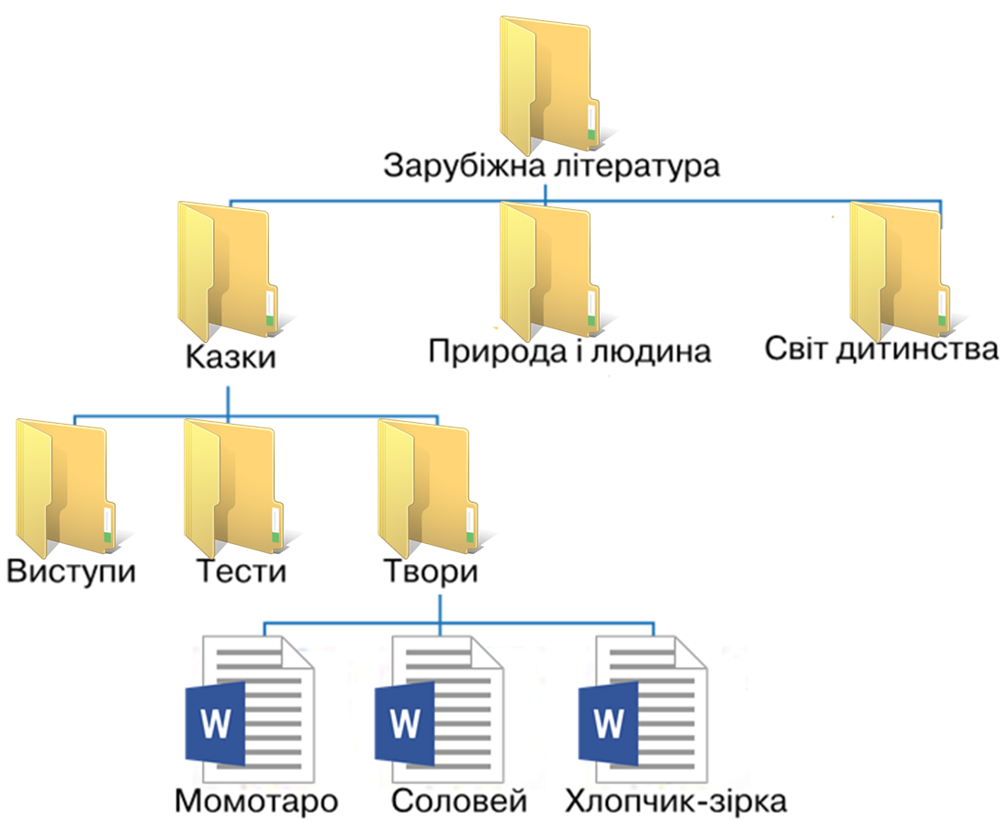 Зарубіжна література
Казки
Природа і людина
Світ дитинства
Виступи
Тести
Твори
W
W
W
Момотаро
Соловей
Хлопчик-зірка